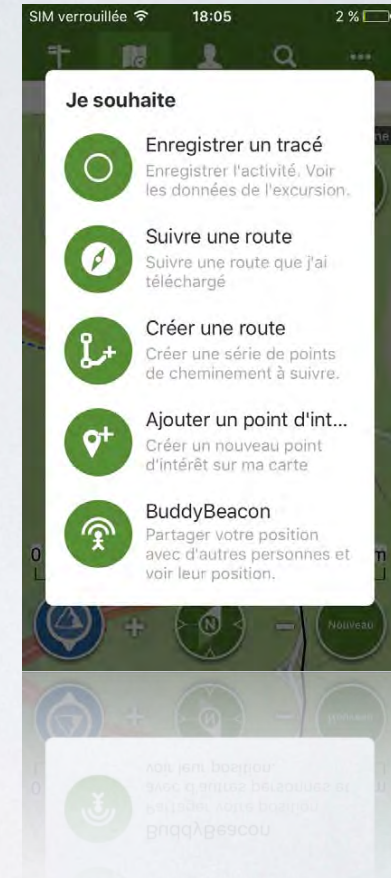 SIM verrouillée 18:05 2 %
Je souhaite
Enregistrer un tracé
Enregistrer l'activité. Voir
les données de l'excursion.
Suivre une route
Suivre une route que j'ai
téléchargé
Créer une route
Créer une série de points
de cheminement à suivre.
Ajouter un point d'int...
Créer un nouveau point
d'intérêt sur ma carte
BuddyBeacon
Partager votre position
avec d'autres personnes et
voir leur position.
0 m
N Nouveau